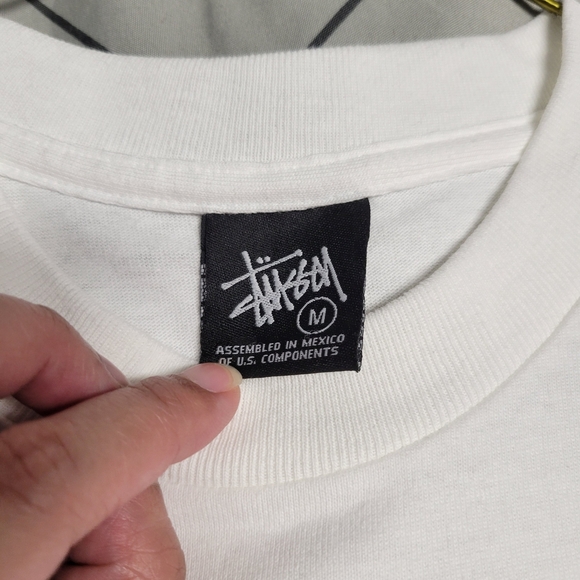 Stüssy
M
ASSEMBLED IN MEXICO
OF U.S. COMPONENTS